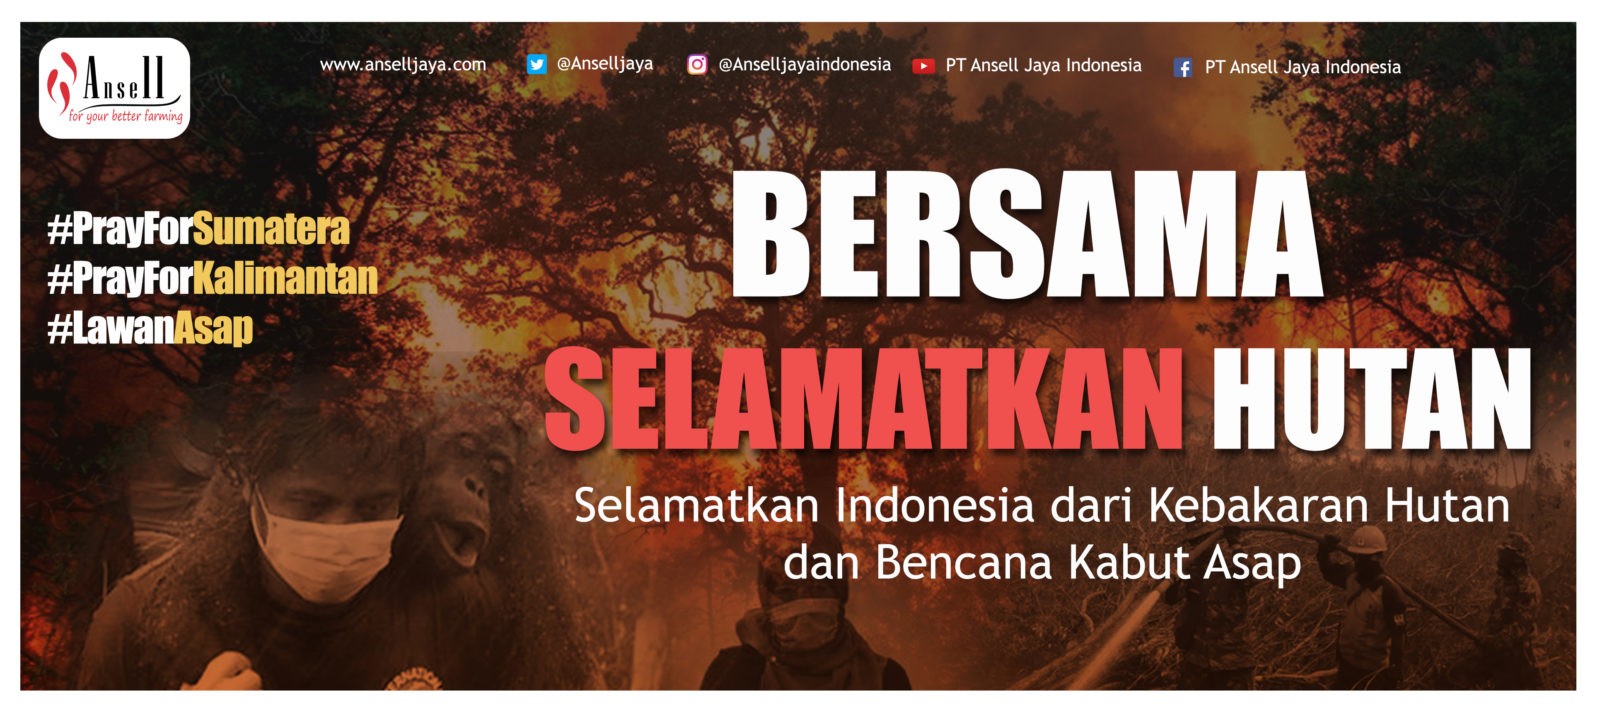 Ansell
for your better farming
www.anselljaya.com
@Anselljaya
@Anselljayaindonesia
PT Ansell Jaya Indonesia
PT Ansell Jaya Indonesia
#PrayForSumatera
#PrayForKalimantan
#LawanAsap
BERSAMA
SELAMATKAN HUTAN
Selamatkan Indonesia dari Kebakaran Hutan
dan Bencana Kabut Asap